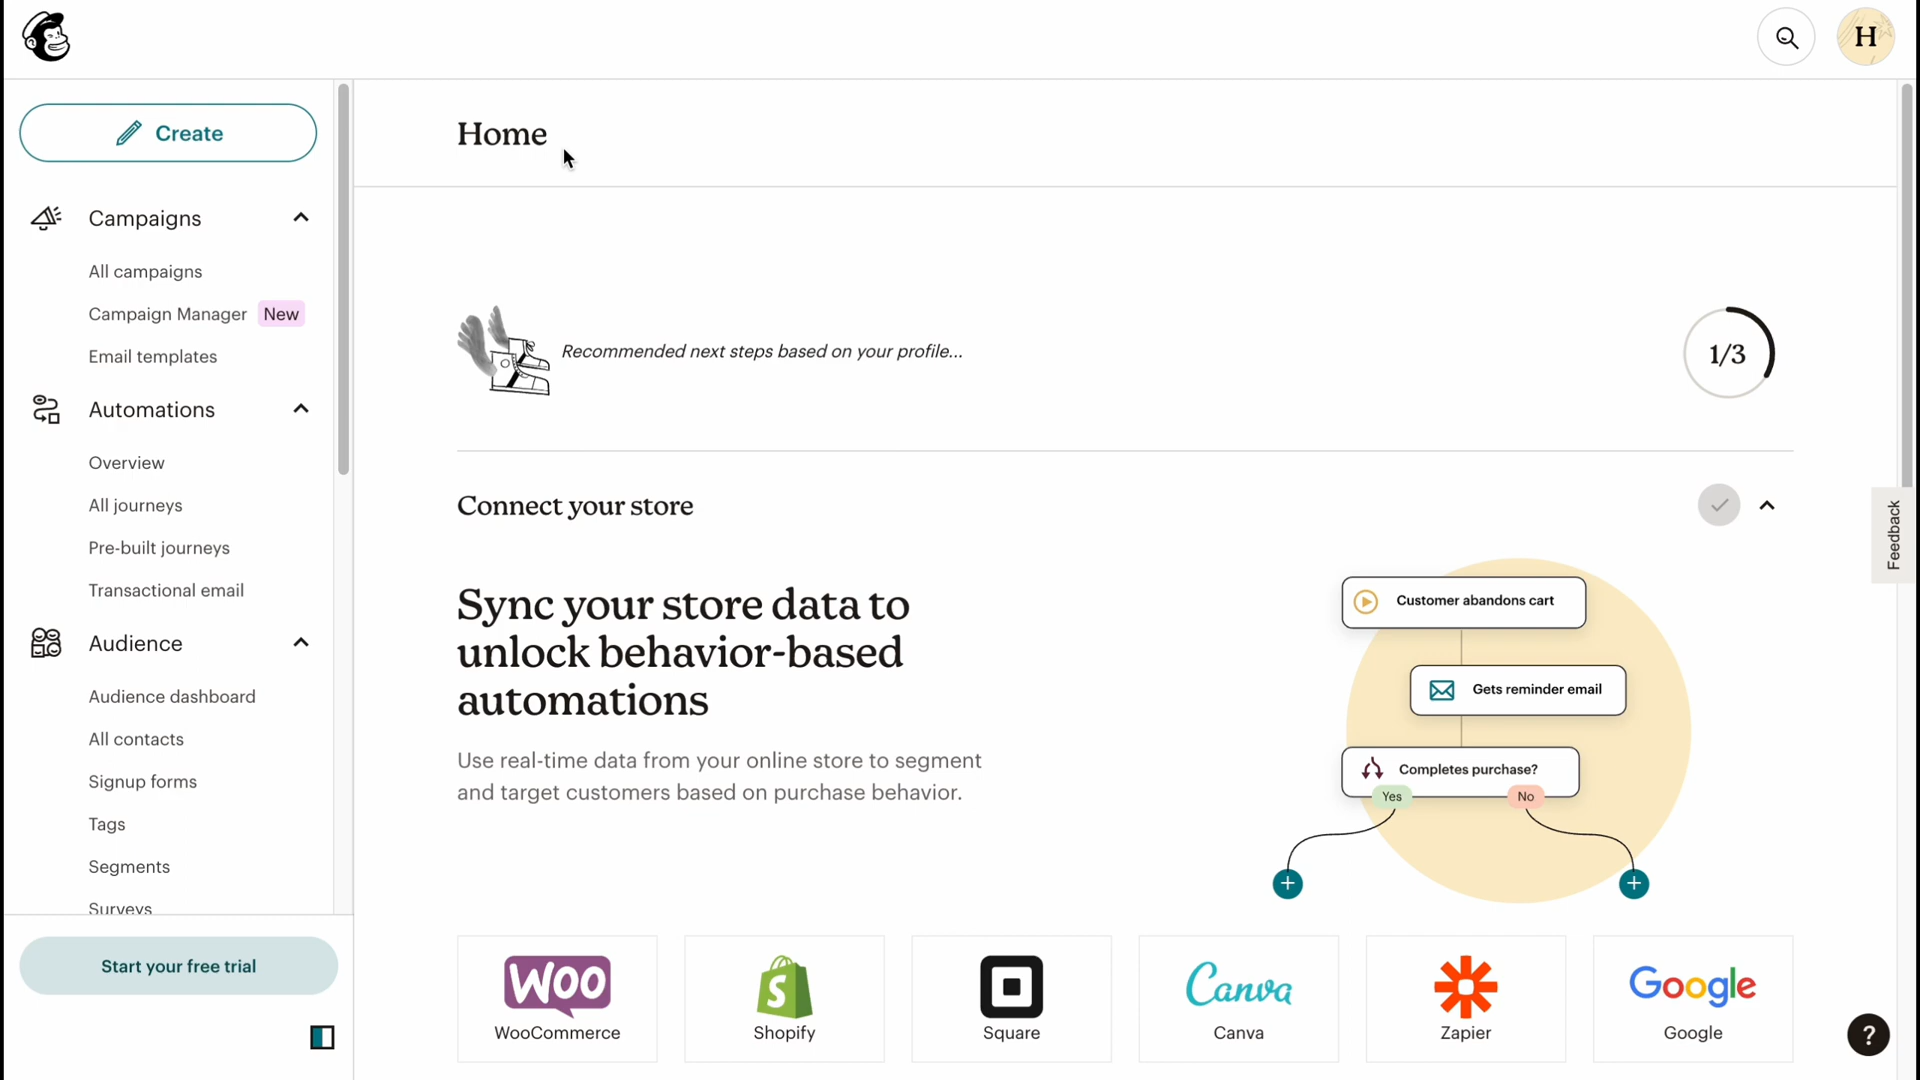 H
Create
Home
Campaigns
All campaigns
Campaign Manager New
Email templates
Recommended next steps based on your profile...
1/3
Automations
Overview
All journeys
Pre-built journeys
Transactional email
Connect your store
Feedback
Sync your store data to
unlock behavior-based
automations
Use real-time data from your online store to segment
and target customers based on purchase behavior.
Customer abandons cart
Gets reminder email
Completes purchase?
Yes No
Audience
Audience dashboard
All contacts
Signup forms
Tags
Segments
Surveys
Start your free trial
WOO
WooCommerce
S
Shopify
Square
Canva
Canva
Zapier
Google
Google
?